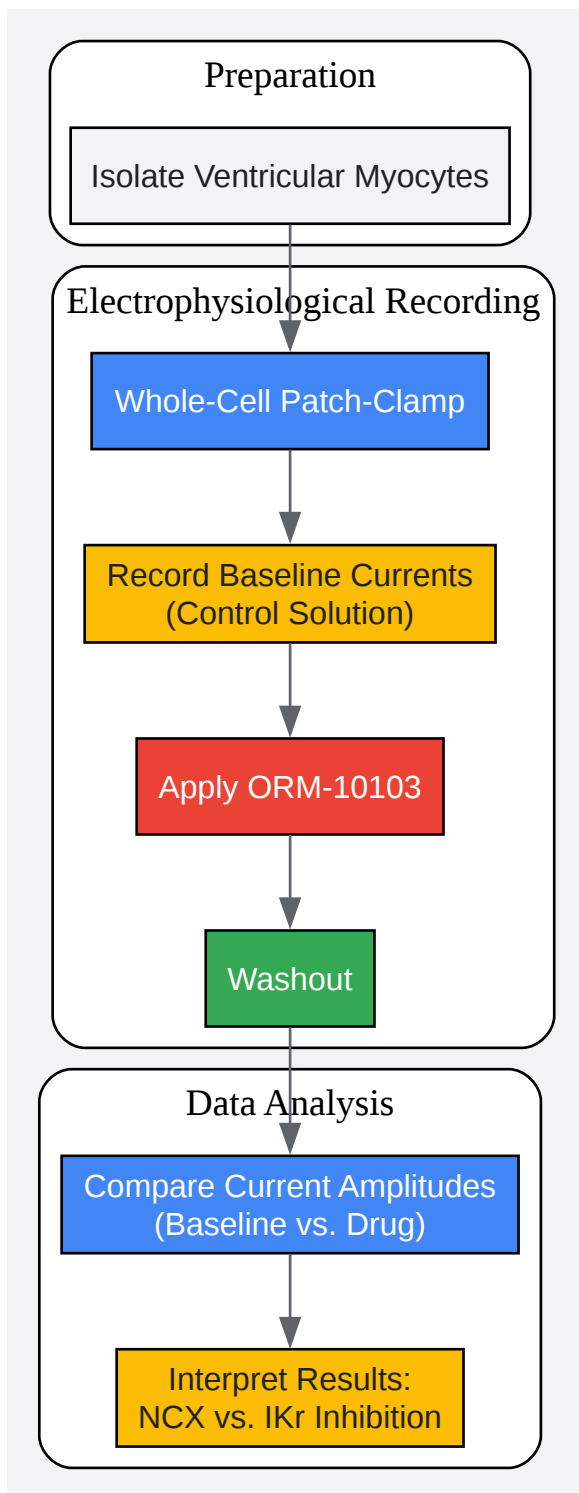 Preparation
Isolate Ventricular Myocytes
Electrophysiological Recording
Whole-Cell Patch-Clamp
Record Baseline Currents
(Control Solution)
Apply ORM-10103
Washout
Data Analysis
Compare Current Amplitudes
(Baseline vs. Drug)
Interpret Results:
NCX vs. IKr Inhibition